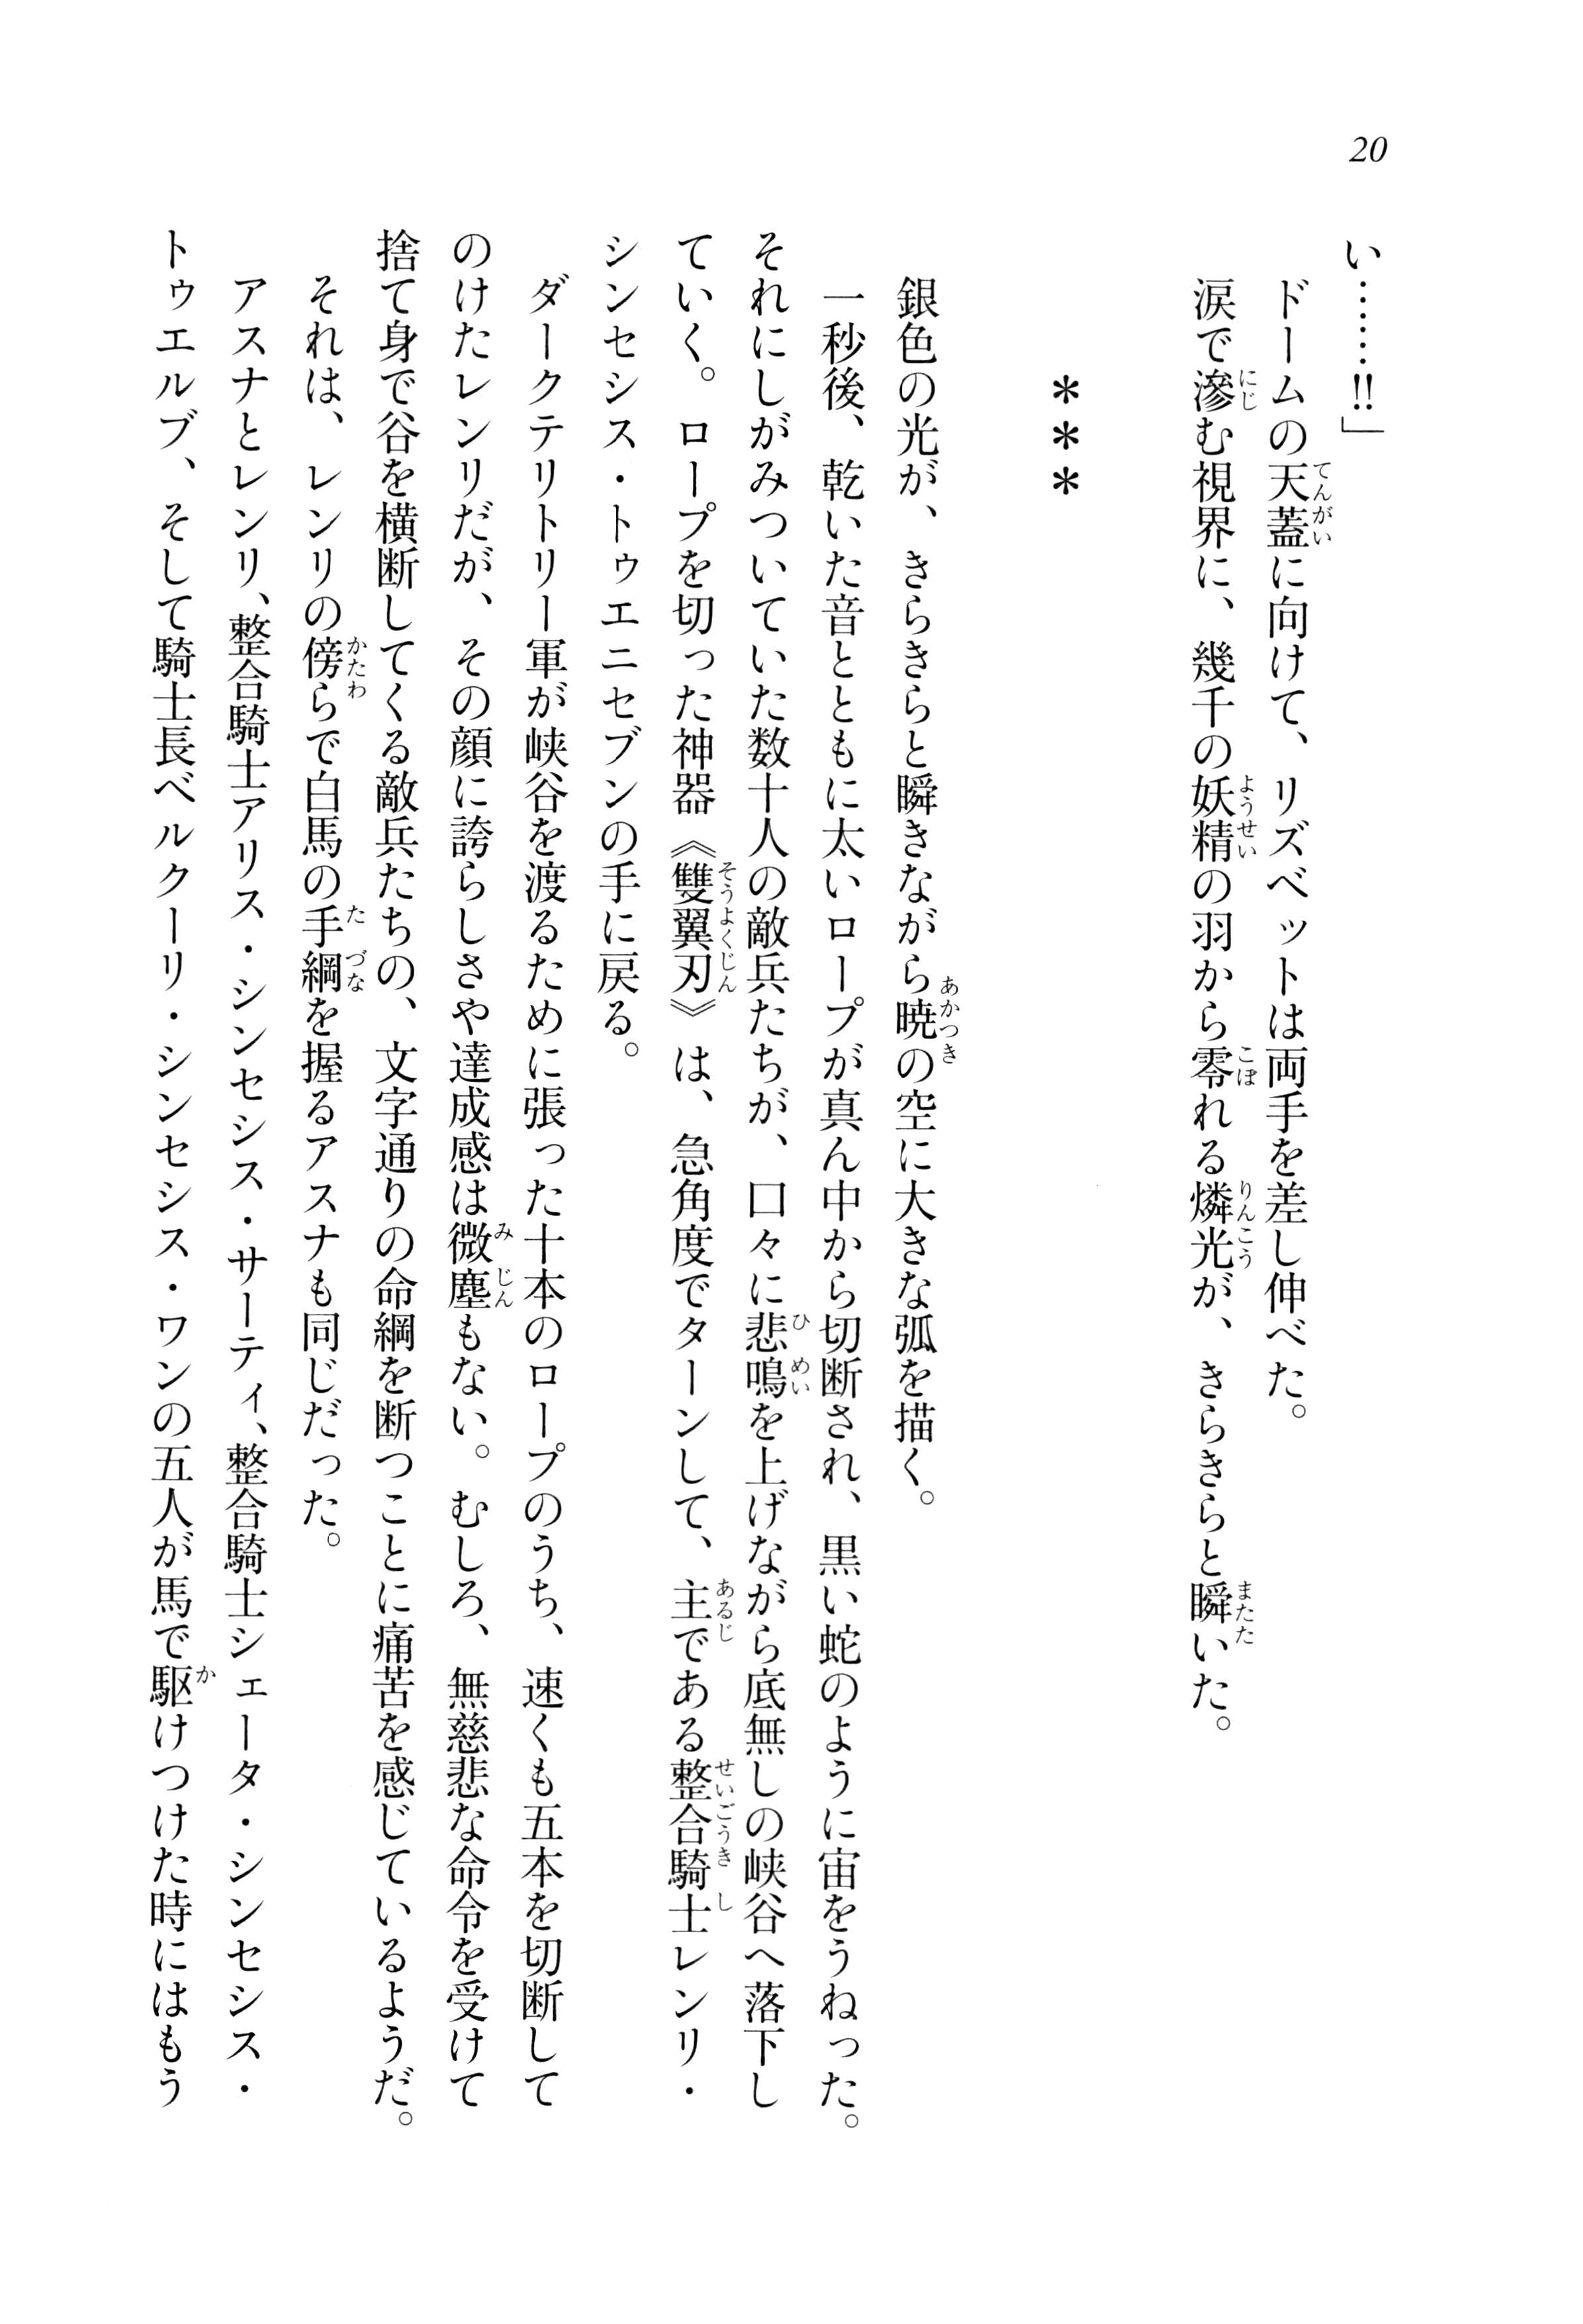 20
い……!!」
　ドームの天蓋に向けて、リズベットは両手を差し伸べた。
　涙で滲む視界に、幾千の妖精の羽から零れる燐光が、きらきらと瞬いた。
＊＊＊
　銀色の光が、きらきらと瞬きながら暁の空に大きな弧を描く。
　一秒後、乾いた音とともに太いロープが真ん中から切断され、黒い蛇のように宙をうねった。
それにしがみついていた数十人の敵兵たちが、口々に悲鳴を上げながら底無しの峡谷へ落下し
ていく。ロープを切った神器《雙翼刃》は、急角度でターンして、主である整合騎士レンリ・
シンセシス・トゥエニセブンの手に戻る。
　ダークテリトリー軍が峡谷を渡るために張った十本のロープのうち、速くも五本を切断して
のけたレンリだが、その顔に誇らしさや達成感は微塵もない。むしろ、無慈悲な命令を受けて
捨て身で谷を横断してくる敵兵たちの、文字通りの命綱を断つことに痛苦を感じているようだ。
　それは、レンリの傍らで白馬の手綱を握るアスナも同じだった。
　アスナとレンリ、整合騎士アリス・シンセシス・サーティ、整合騎士シェータ・シンセシス・
トゥエルブ、そして騎士長ベルクーリ・シンセシス・ワンの五人が馬で駆けつけた時にはもう